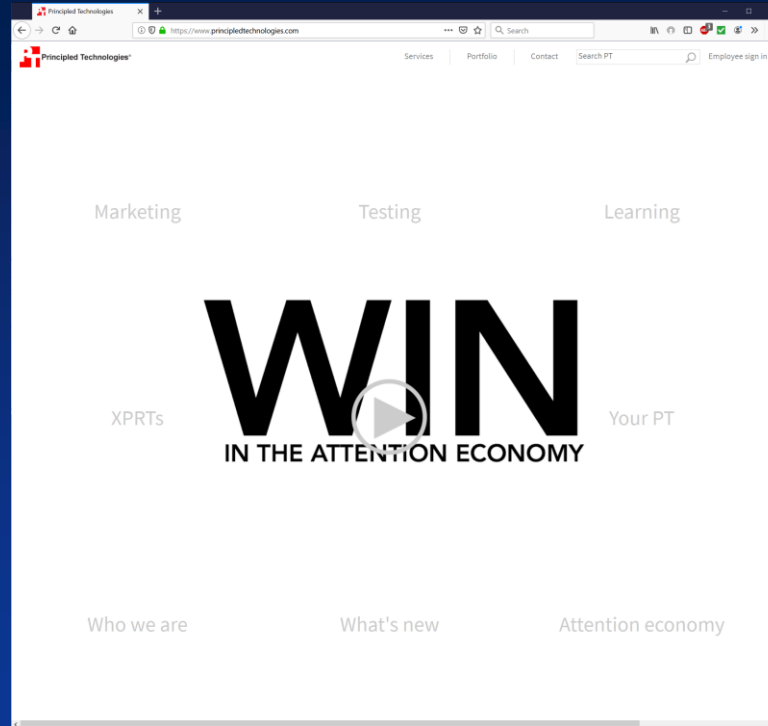 Principled Technologies
https://www.principledtechnologies.com
Search
Principled Technologies®
Services
Portfolio
Contact
Search PT
Employee sign in
Marketing
Testing
Learning
WIN
IN THE ATTENTION ECONOMY
XPRTs
Your PT
Who we are
What's new
Attention economy